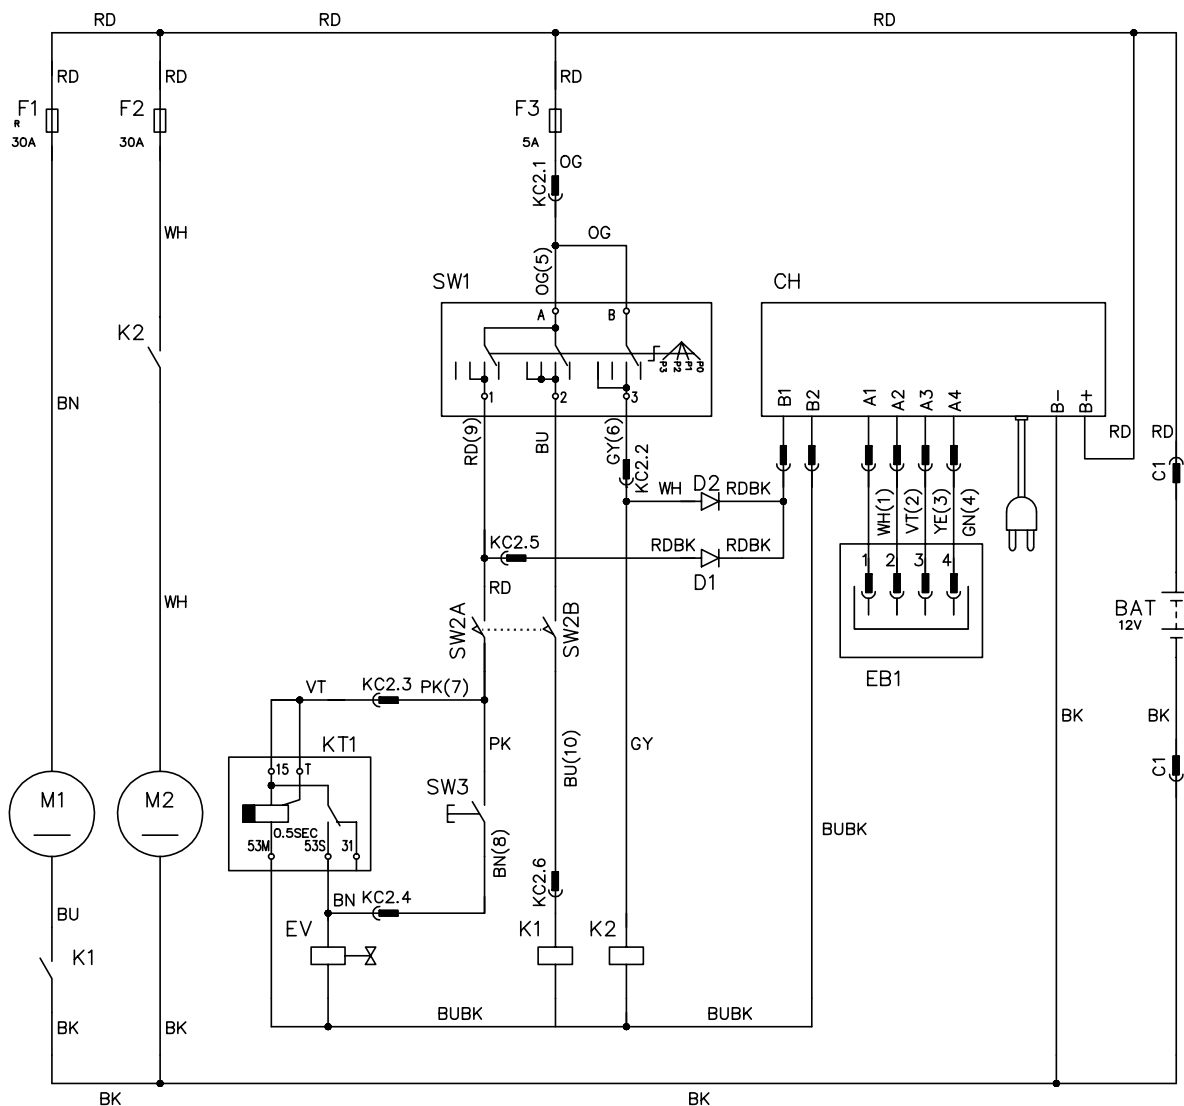 RD RD RD
RD RD RD
F1 F2 F3
R
30A 30A 5A
OG
KC2.1
WH OG
OG(5)
SW1 CH
A B
K2
P3 P2 P1 P0
1 2 3
B1 B2 A1 A2 A3 A4 B- B+
BN
RD(9) BU GY(6) KC2.2
RD RD
C1
WH D2 RDBK
WH(1) VT(2) YE(3) GN(4)
KC2.5 RDBK RDBK
D1
1 2 3 4
RD
WH
SW2A SW2B
BAT
12V
EB1
VT KC2.3 PK(7)
BK BK
KT1 PK GY
BU(10)
15 T
C1
M1 M2
SW3
0.5SEC
53M 53S 31
BN(8)
BUBK
KC2.6
BN KC2.4
BU
EV K1 K2
K1
BUBK BUBK
BK BK
BK BK